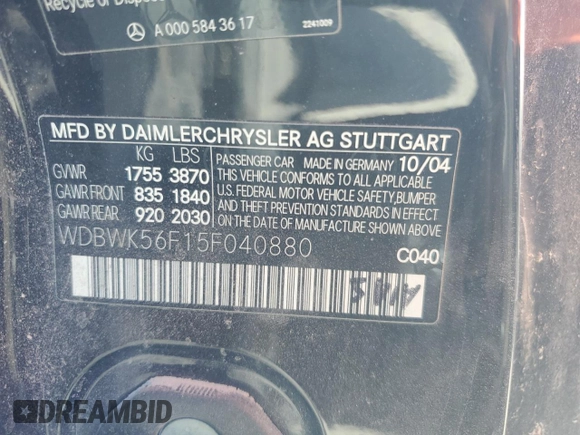 Recycle or Dispose
A 000 584 36 17
2241009
MFD BY DAIMLERCHRYSLER AG STUTTGART
KG LBS
GVWR 1755 3870
GAWR FRONT 835 1840
GAWR REAR 920 2030
PASSENGER CAR MADE IN GERMANY 10/04
THIS VEHICLE CONFORMS TO ALL APPLICABLE
U.S. FEDERAL MOTOR VEHICLE SAFETY,BUMPER
AND THEFT PREVENTION STANDARDS IN EFFECT
ON THE DATE OF MANUFACTURE SHOWN ABOVE
WDBWK56F15F040880
C040
DREAMBID